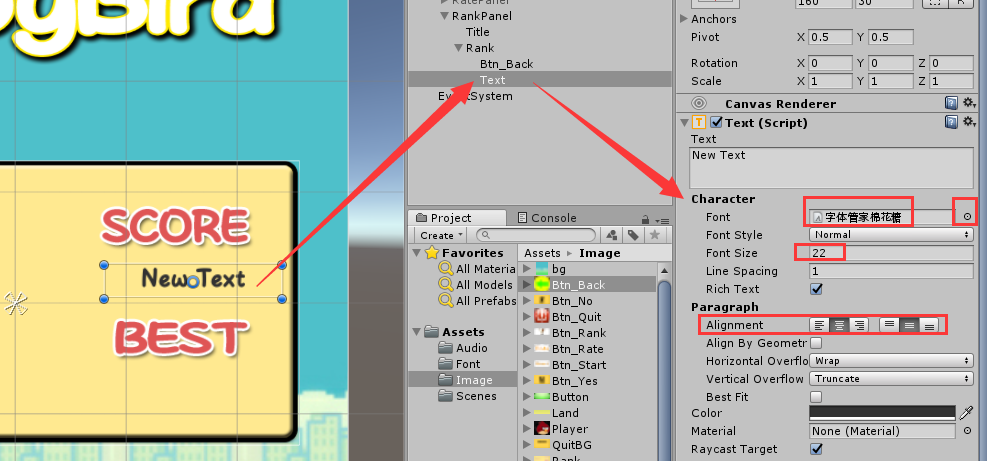 RankPanel
Title
Rank
Btn_Back
Text
EventSystem
SCORE
New Text
BEST
Project
Console
Create
Favorites
All Materia
All Models
All Prefabs
Assets
Audio
Font
Image
Scenes
Assets ▸ Image
bg
Btn_Back
Btn_No
Btn_Quit
Btn_Rank
Btn_Rate
Btn_Start
Btn_Yes
Button
Land
Player
QuitBG
Rank
160 30
R
Anchors
Pivot X 0.5 Y 0.5
Rotation X 0 Y 0 Z 0
Scale X 1 Y 1 Z 1
Canvas Renderer
Text (Script)
Text
New Text
Character
Font 字体管家棉花糖
Font Style Normal
Font Size 22
Line Spacing 1
Rich Text
Paragraph
Alignment
Align By Geometr
Horizontal Overflo Wrap
Vertical Overflow Truncate
Best Fit
Color
Material None (Material)
Raycast Target